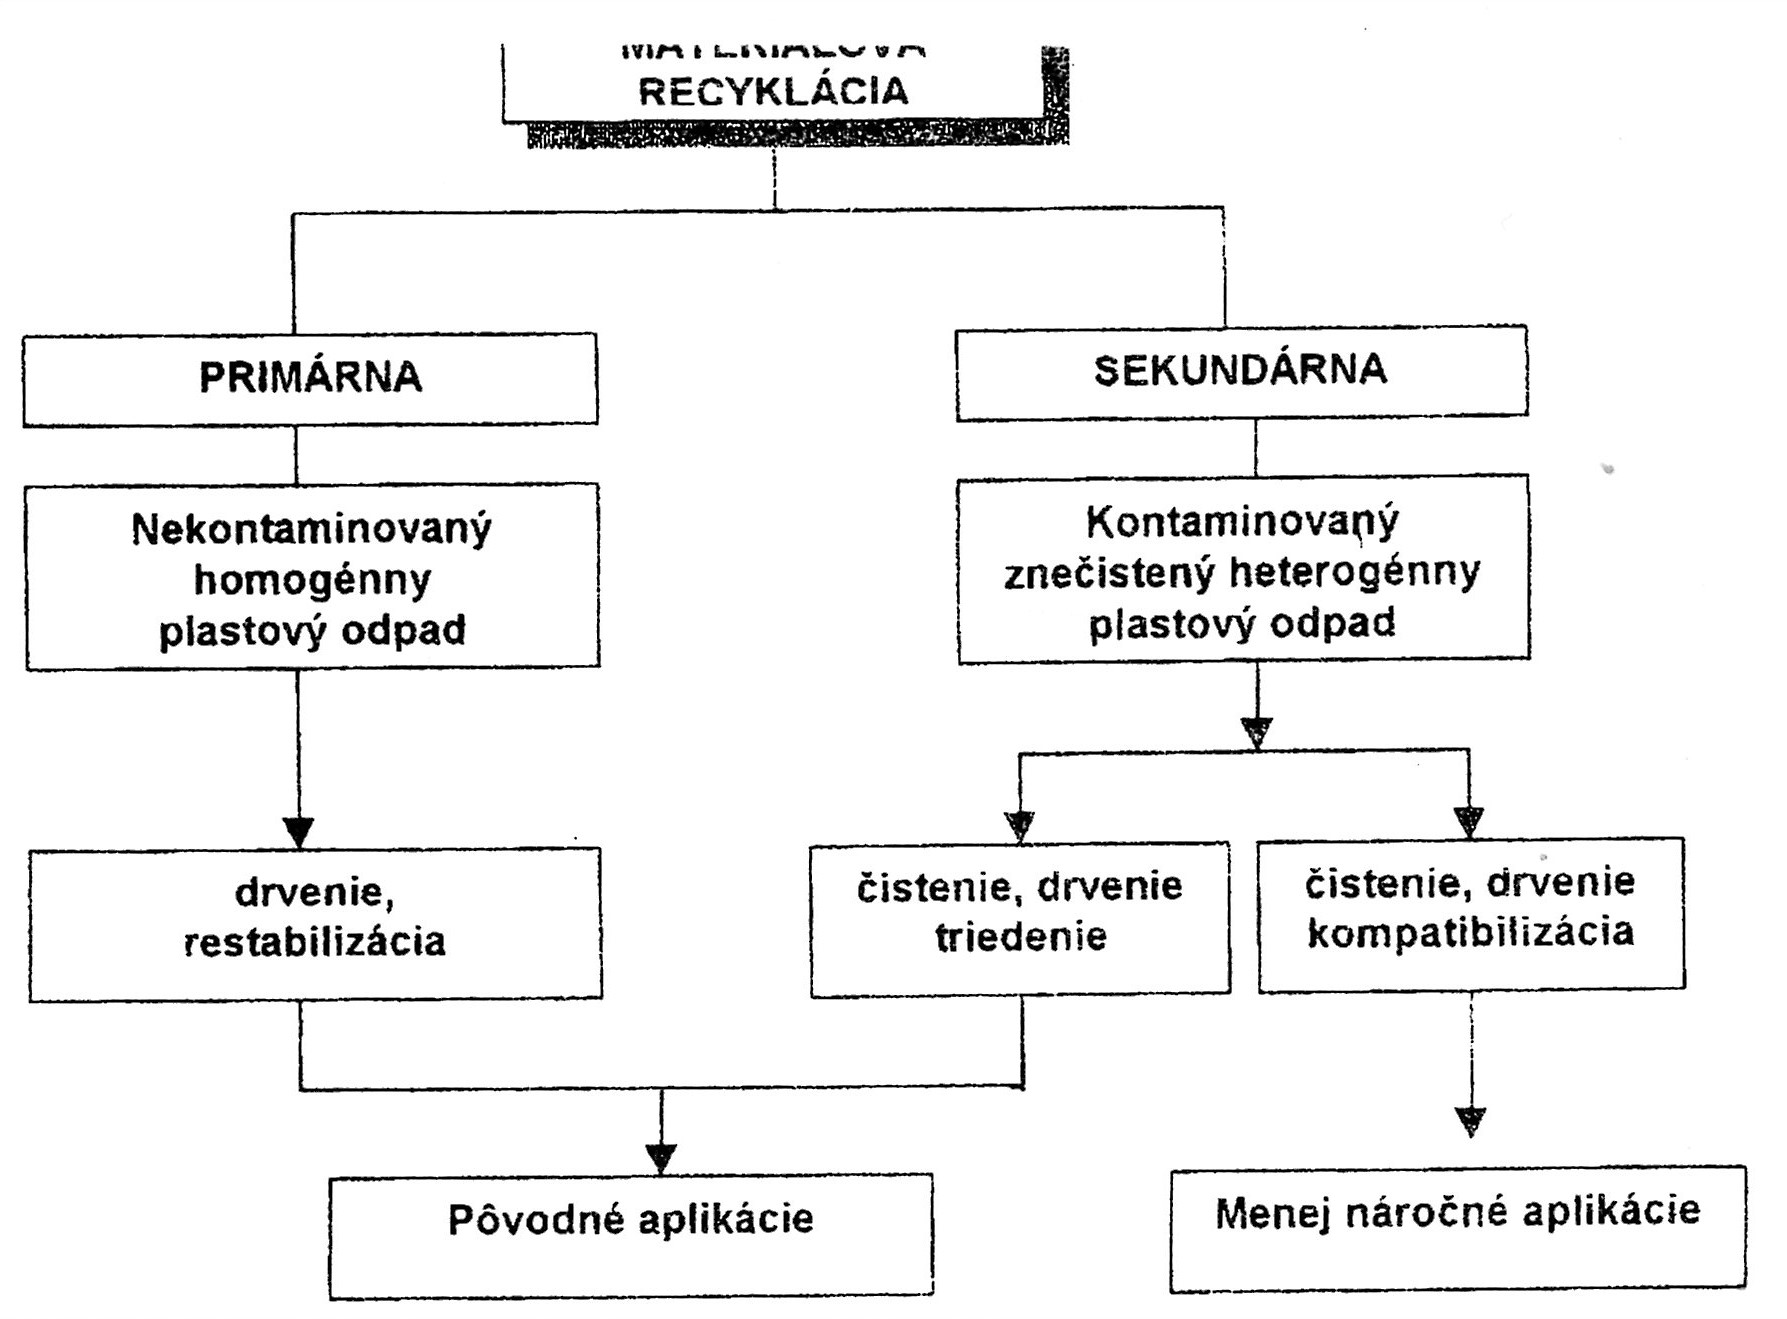 MATERIÁLOVÁ
RECYKLÁCIA
PRIMÁRNA
SEKUNDÁRNA
Nekontaminovaný
homogénny
plastový odpad
Kontaminovaný
znečistený heterogénny
plastový odpad
drvenie,
restabilizácia
čistenie, drvenie
triedenie
čistenie, drvenie
kompatibilizácia
Pôvodné aplikácie
Menej náročné aplikácie